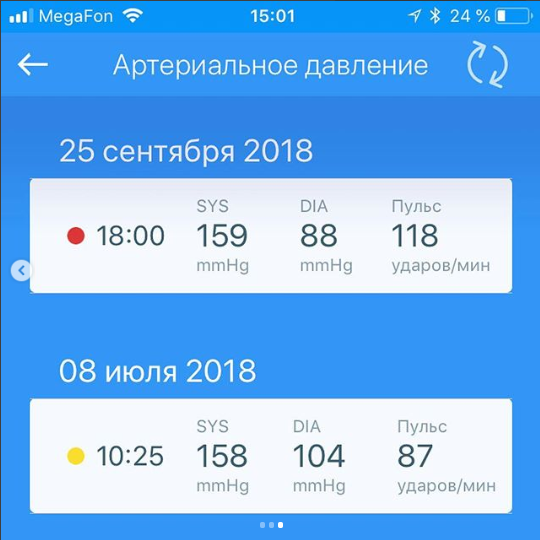 MegaFon 15:01 24 %
Артериальное давление
25 сентября 2018
SYS DIA Пульс
18:00 159 88 118
mmHg mmHg ударов/мин
08 июля 2018
SYS DIA Пульс
10:25 158 104 87
mmHg mmHg ударов/мин